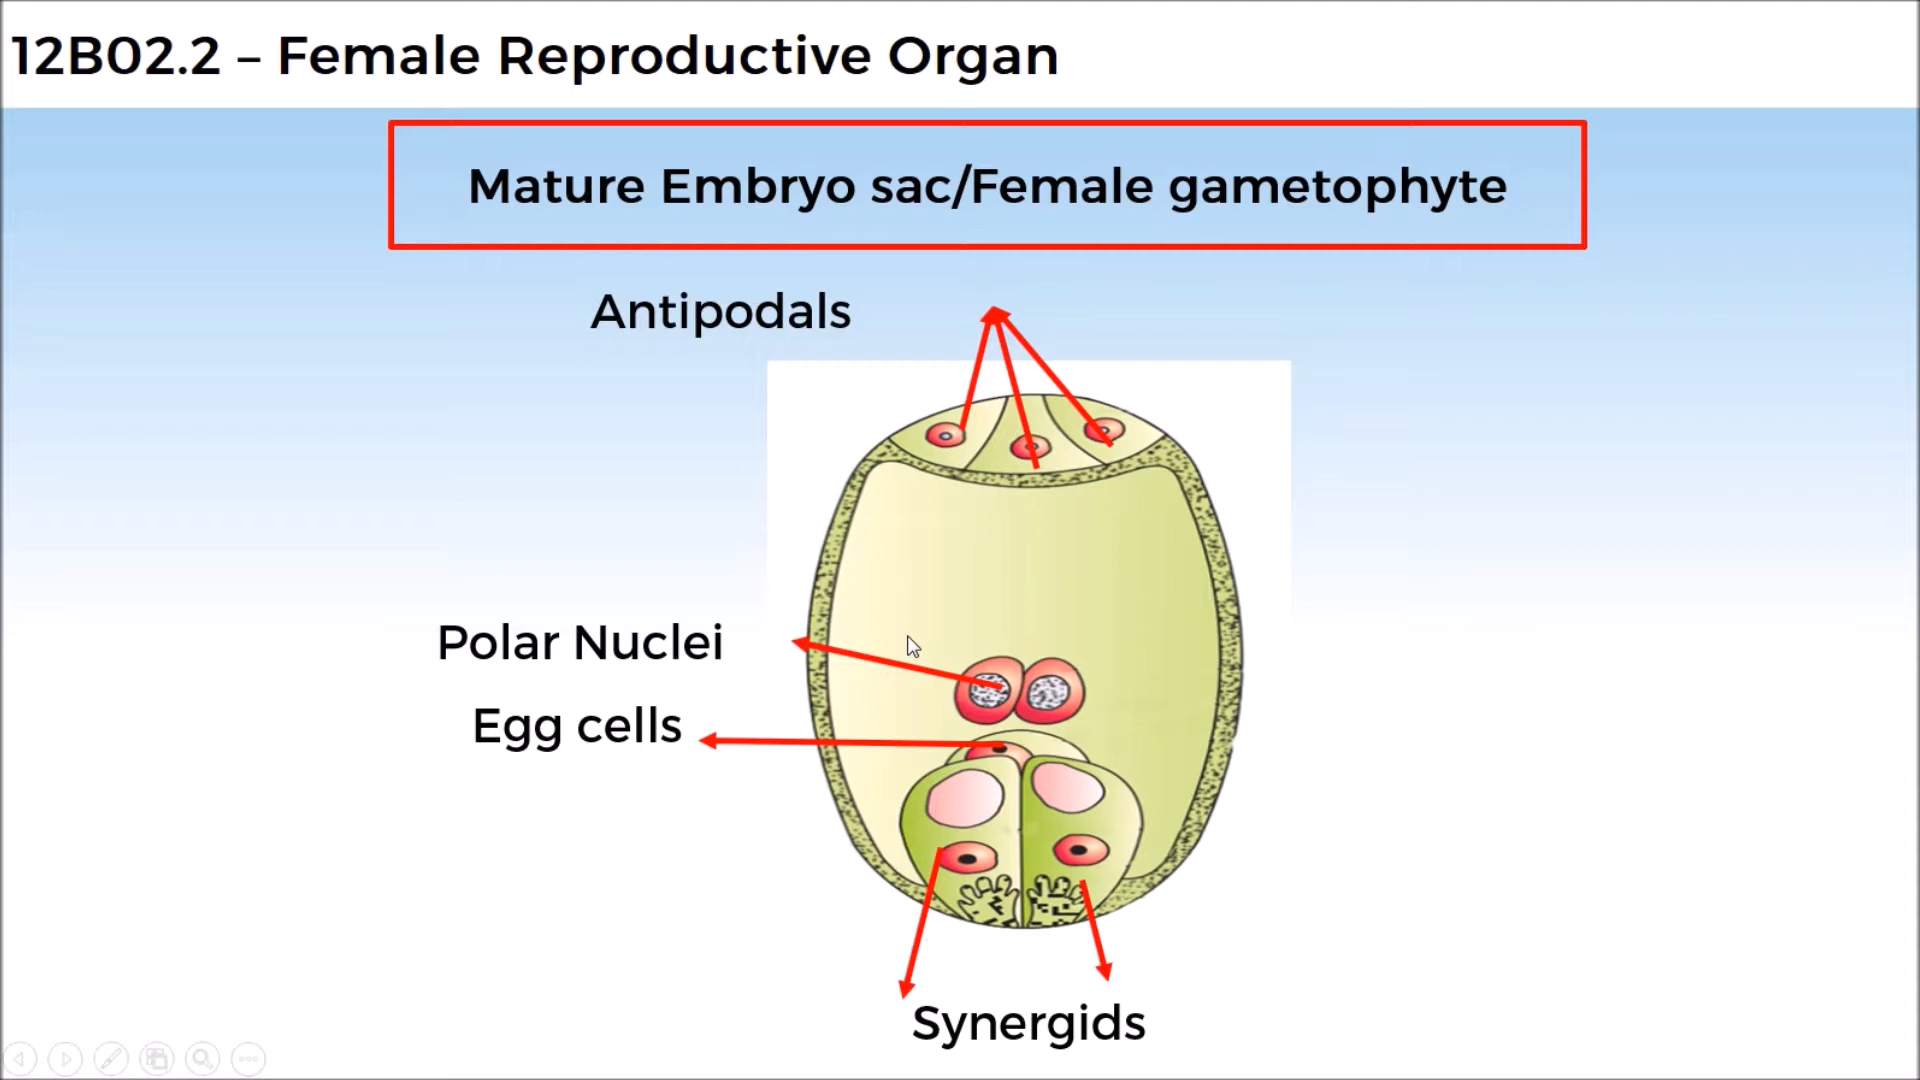 12B02.2 – Female Reproductive Organ
Mature Embryo sac/Female gametophyte
Antipodals
Polar Nuclei
Egg cells
Synergids